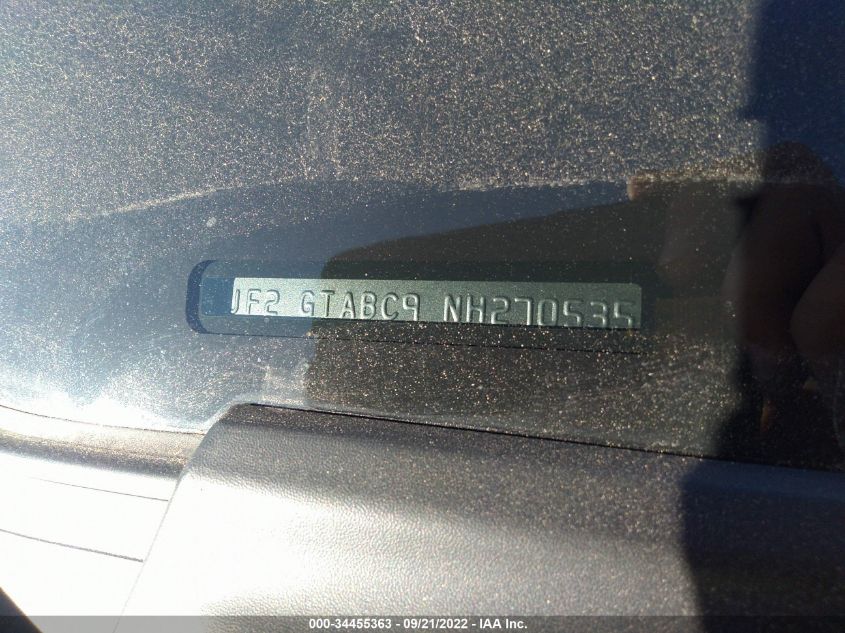 JF2 GTABC9 NH270535
000-34455363 - 09/21/2022 - IAA Inc.